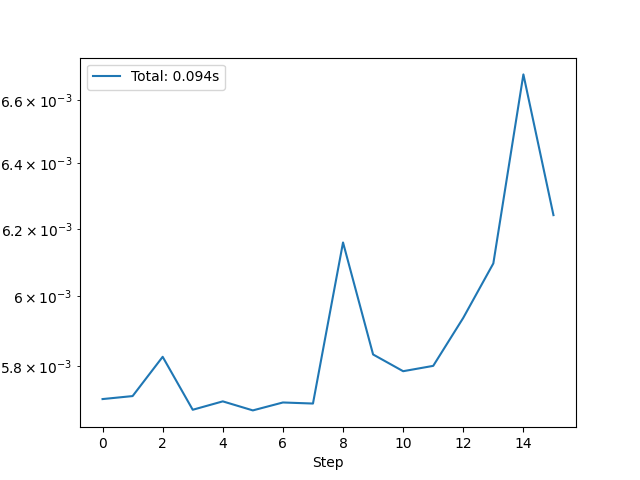 Total: 0.094s
6.6 × 10⁻³
6.4 × 10⁻³
6.2 × 10⁻³
6 × 10⁻³
5.8 × 10⁻³
0 2 4 6 8 10 12 14
Step